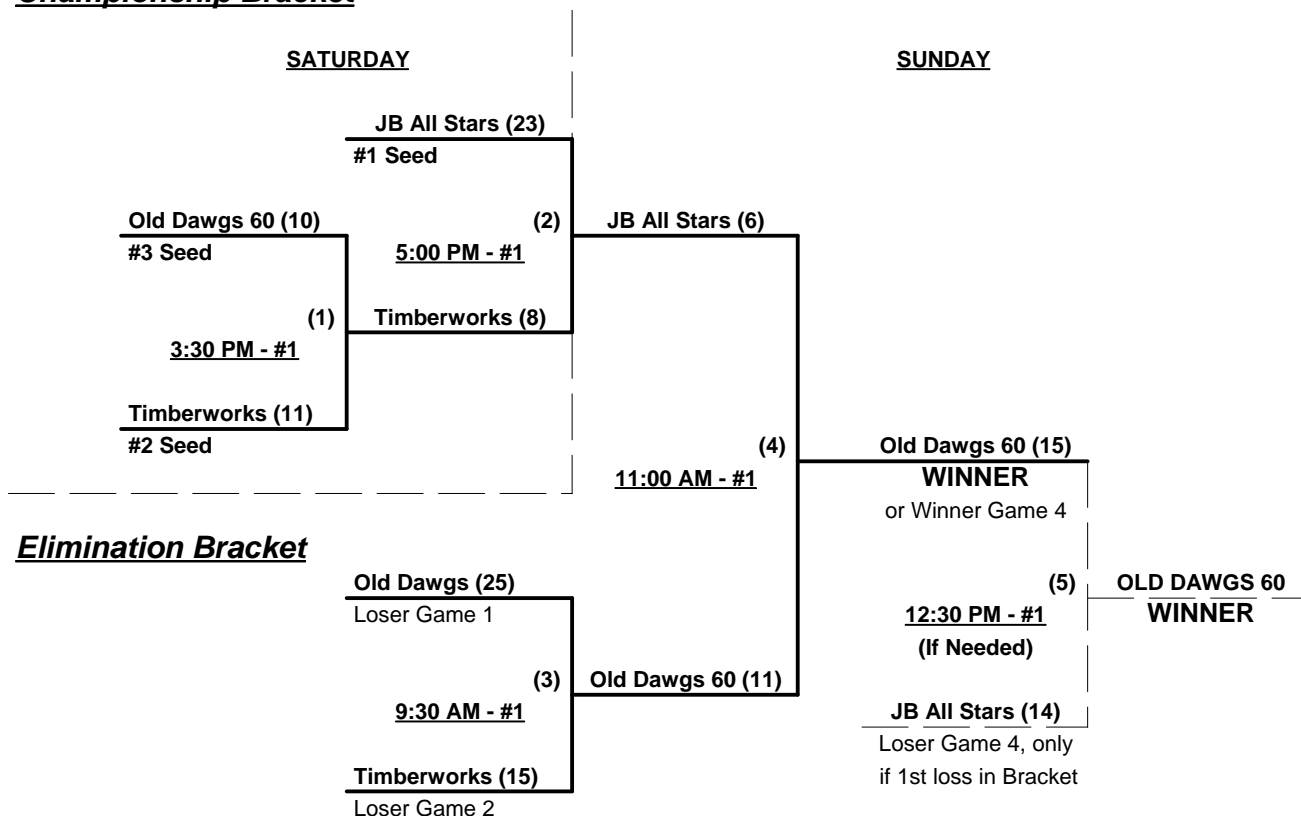 Championship Bracket
SATURDAY
SUNDAY
JB All Stars (23)
#1 Seed
Old Dawgs 60 (10)
#3 Seed
(2)
5:00 PM - #1
JB All Stars (6)
(1)
3:30 PM - #1
Timberworks (8)
Timberworks (11)
#2 Seed
(4)
11:00 AM - #1
Old Dawgs 60 (15)
WINNER
or Winner Game 4
Elimination Bracket
Old Dawgs (25)
Loser Game 1
(5)
12:30 PM - #1
(If Needed)
OLD DAWGS 60
WINNER
(3)
9:30 AM - #1
Old Dawgs 60 (11)
JB All Stars (14)
Loser Game 4, only
if 1st loss in Bracket
Timberworks (15)
Loser Game 2